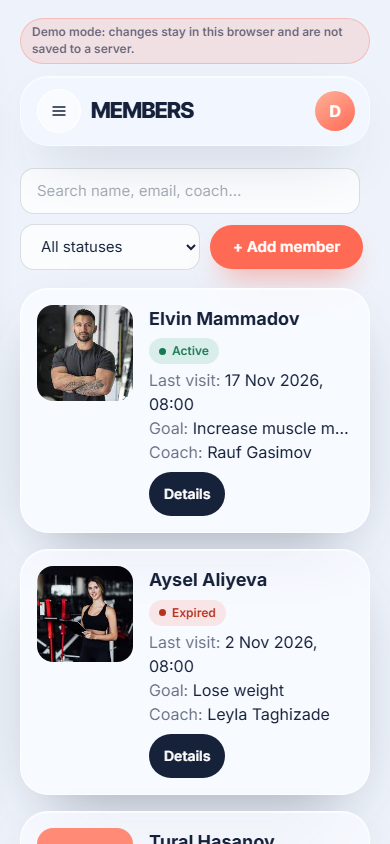 Demo mode: changes stay in this browser and are not
saved to a server.
MEMBERS
D
Search name, email, coach...
All statuses
+ Add member
Elvin Mammadov
Active
Last visit: 17 Nov 2026,
08:00
Goal: Increase muscle m...
Coach: Rauf Gasimov
Details
Aysel Aliyeva
Expired
Last visit: 2 Nov 2026,
08:00
Goal: Lose weight
Coach: Leyla Taghizade
Details
Tural Hasanov